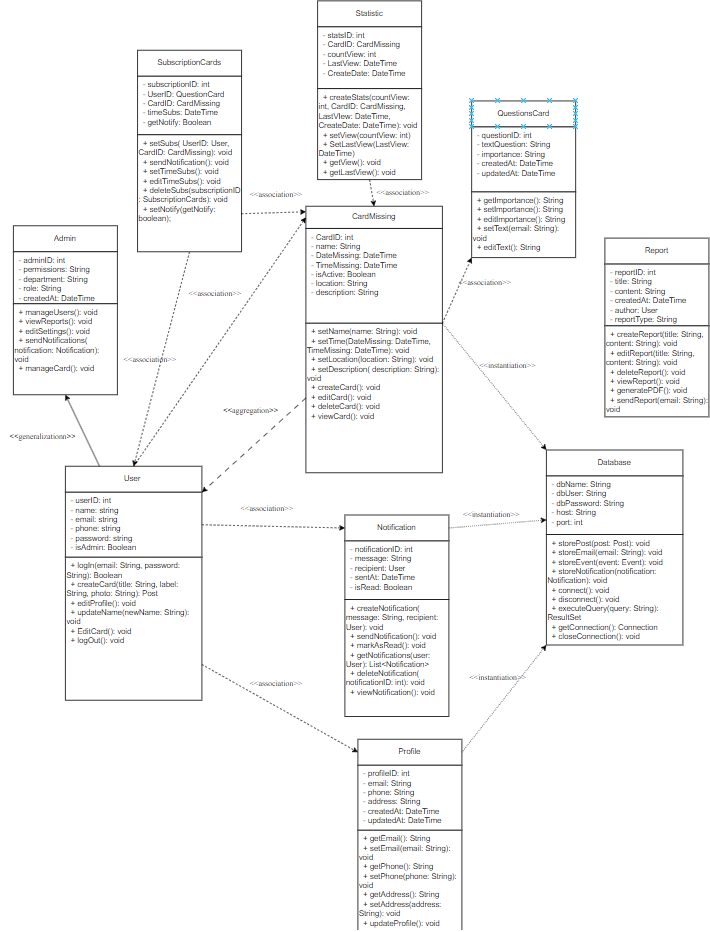 Statistic
- statsID: int
- CardID: CardMissing
- countView: int
- LastView: DateTime
- CreateDate: DateTime
+ createStats(countView:
int, CardID: CardMissing,
LastVIew: DateTime,
CreateDate: DateTime): void
+ setView(countView: int)
+ SetLastView(LastView:
DateTime)
+ getView(): void
+ getLastView(): void
SubscriptionCards
- subscriptionID: int
- UserID: QuestionCard
- CardID: CardMissing
- timeSubs: DateTime
- getNotify: Boolean
+ setSubs( UserID: User,
CardID: CardMissing): void
+ sendNotification(): void
+ setTimeSubs(): void
+ editTimeSubs(): void
+ deleteSubs(subscriptionID
: SubscriptionCards): void
+ setNotify(getNotify:
boolean);
QuestionsCard
- questionID: int
- textQuestion: String
- importance: String
- createdAt: DateTime
- updatedAt: DateTime
+ getImportance(): String
+ setImportance(): String
+ editImportance(): String
+ setText(email: String):
void
+ editText(): String
<<association>>
<<association>>
CardMissing
- CardID: int
- name: String
- DateMissing: DateTime
- TimeMissing: DateTime
- isActive: Boolean
- location: String
- description: String
+ setName(name: String): void
+ setTime(DateMissing: DateTime,
TimeMissing: DateTime): void
+ setLocation(location: String): void
+ setDescription( description: String):
void
+ createCard(): void
+ editCard(): void
+ deleteCard(): void
+ viewCard(): void
Admin
- adminID: int
- permissions: String
- department: String
- role: String
- createdAt: DateTime
+ manageUsers(): void
+ viewReports(): void
+ editSettings(): void
+ sendNotifications(
notification: Notification):
void
+ manageCard(): void
Report
- reportID: int
- title: String
- content: String
- createdAt: DateTime
- author: User
- reportType: String
+ createReport(title: String,
content: String): void
+ editReport(title: String,
content: String): void
+ deleteReport(): void
+ viewReport(): void
+ generatePDF(): void
+ sendReport(email: String):
void
<<association>>
<<association>>
<<association>>
<<instantiation>>
<<aggregation>>
<<generalizationn>>
User
- userID: int
- name: string
- email: string
- phone: string
- password: string
- isAdmin: Boolean
+ logIn(email: String, password:
String): Boolean
+ createCard(title: String, label:
String, photo: String): Post
+ editProfile(): void
+ updateName(newName: String):
void
+ EditCard(): void
+ logOut(): void
Database
- dbName: String
- dbUser: String
- dbPassword: String
- host: String
- port: int
+ storePost(post: Post): void
+ storeEmail(email: String): void
+ storeEvent(event: Event): void
+ storeNotification(notification:
Notification): void
+ connect(): void
+ disconnect(): void
+ executeQuery(query: String):
ResultSet
+ getConnection(): Connection
+ closeConnection(): void
<<association>>
<<instantiation>>
Notification
- notificationID: int
- message: String
- recipient: User
- sentAt: DateTime
- isRead: Boolean
+ createNotification(
message: String, recipient:
User): void
+ sendNotification(): void
+ markAsRead(): void
+ getNotifications(user:
User): List<Notification>
+ deleteNotification(
notificationID: int): void
+ viewNotification(): void
<<association>>
<<instantiation>>
Profile
- profileID: int
- email: String
- phone: String
- address: String
- createdAt: DateTime
- updatedAt: DateTime
+ getEmail(): String
+ setEmail(email: String):
void
+ getPhone(): String
+ setPhone(phone: String):
void
+ getAddress(): String
+ setAddress(address:
String): void
+ updateProfile(): void